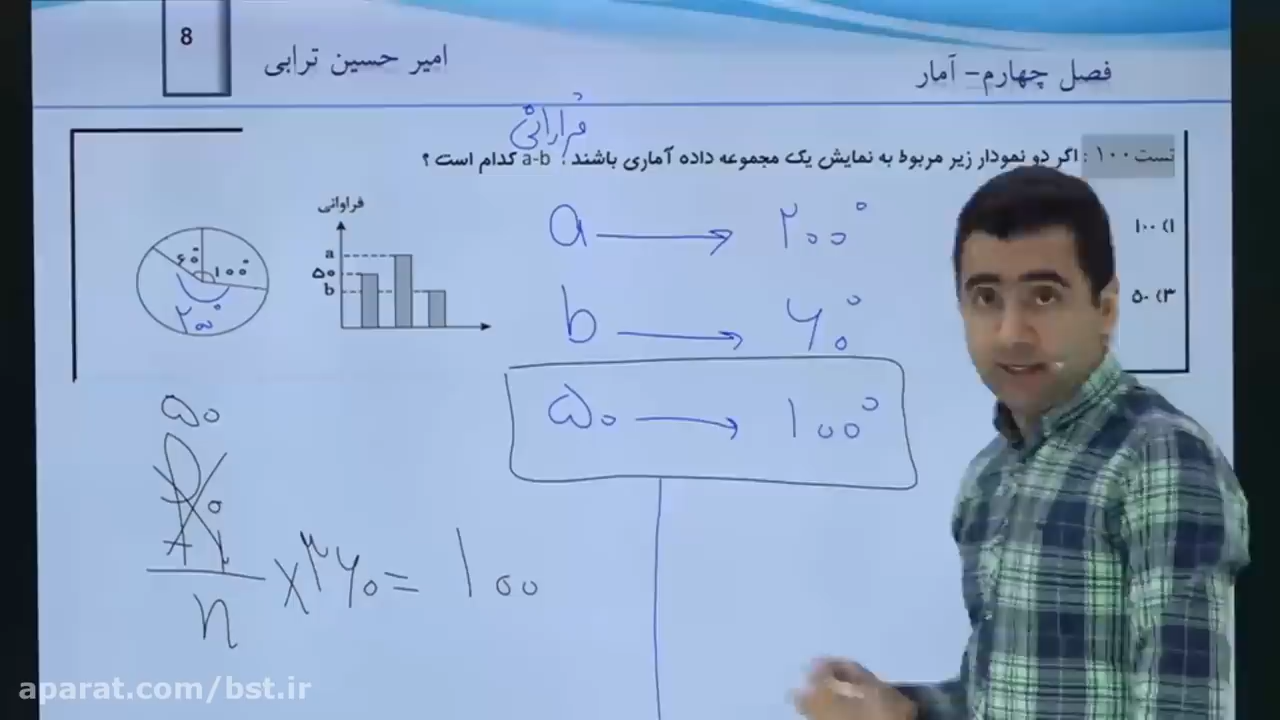 8
امیر حسین ترابی
فصل چهارم- آمار
فراوانی
تست ۱۰۰ : اگر دو نمودار زیر مربوط به نمایش یک مجموعه داده آماری باشند ، a-b کدام است ؟
۱) ۱۰۰
۳) ۵۰
فراوانی
a
۵۰
b
۶۰°
۱۰۰°
۲۰۰°
a → ۲۰۰°
b → ۶۰°
۵۰ → ۱۰۰°
۵۰
n
×۳۶۰ = ۱۰۰
aparat.com/bst.ir